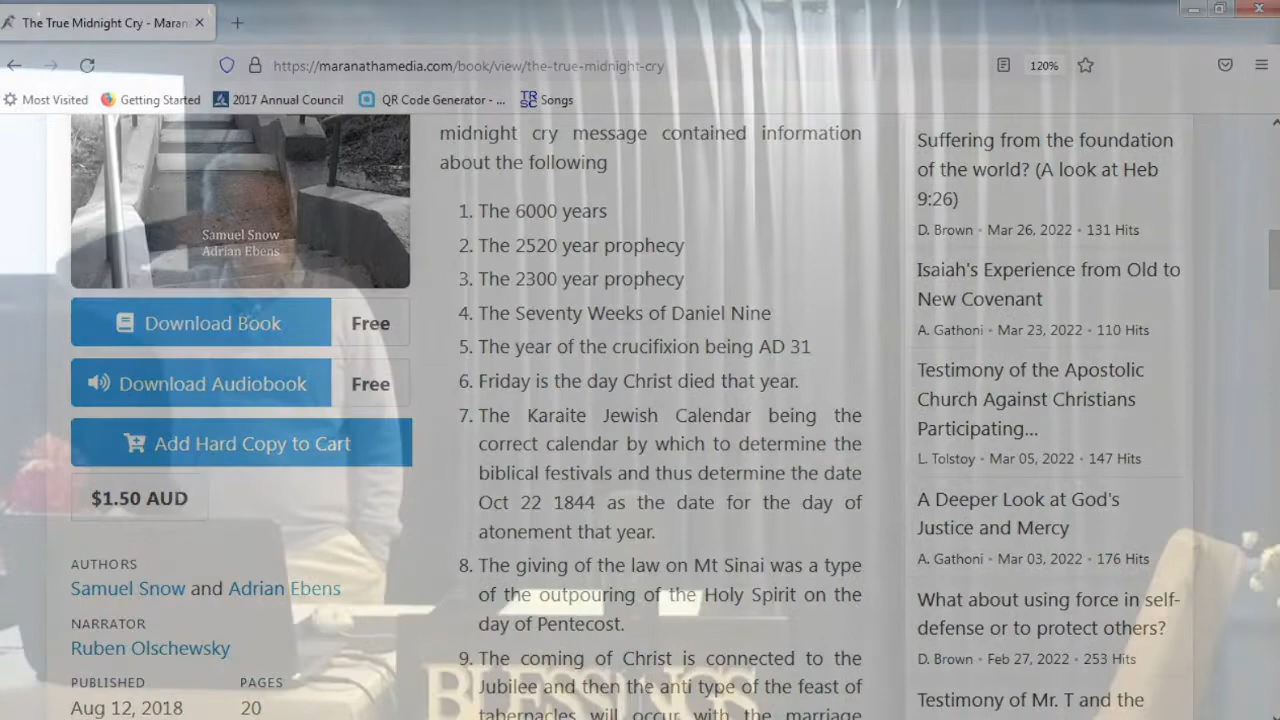 The True Midnight Cry - Maran
https://maranathamedia.com/book/view/the-true-midnight-cry
120%
Most Visited
Getting Started
2017 Annual Council
QR Code Generator - ...
TR
SC
Songs
Samuel Snow
Adrian Ebens
Download Book
Free
Download Audiobook
Free
Add Hard Copy to Cart
$1.50 AUD
AUTHORS
Samuel Snow and Adrian Ebens
NARRATOR
Ruben Olschewsky
PUBLISHED
PAGES
Aug 12, 2018
20
midnight cry message contained information
about the following
1. The 6000 years
2. The 2520 year prophecy
3. The 2300 year prophecy
4. The Seventy Weeks of Daniel Nine
5. The year of the crucifixion being AD 31
6. Friday is the day Christ died that year.
7. The Karaite Jewish Calendar being the
correct calendar by which to determine the
biblical festivals and thus determine the date
Oct 22 1844 as the date for the day of
atonement that year.
8. The giving of the law on Mt Sinai was a type
of the outpouring of the Holy Spirit on the
day of Pentecost.
9. The coming of Christ is connected to the
Jubilee and then the anti type of the feast of
tabernacles will occur with the marriage
BLESSINGS
Suffering from the foundation
of the world? (A look at Heb
9:26)
D. Brown • Mar 26, 2022 • 131 Hits
Isaiah's Experience from Old to
New Covenant
A. Gathoni • Mar 23, 2022 • 110 Hits
Testimony of the Apostolic
Church Against Christians
Participating...
L. Tolstoy • Mar 05, 2022 • 147 Hits
A Deeper Look at God's
Justice and Mercy
A. Gathoni • Mar 03, 2022 • 176 Hits
What about using force in self-
defense or to protect others?
D. Brown • Feb 27, 2022 • 253 Hits
Testimony of Mr. T and the